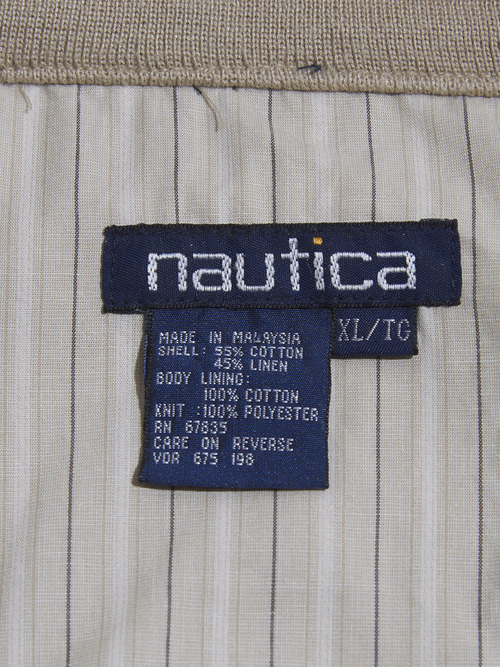 nautica
XL/TG
MADE IN MALAYSIA
SHELL: 55% COTTON
45% LINEN
BODY LINING:
100% COTTON
KNIT :100% POLYESTER
RN 67835
CARE ON REVERSE
VDR 675 198